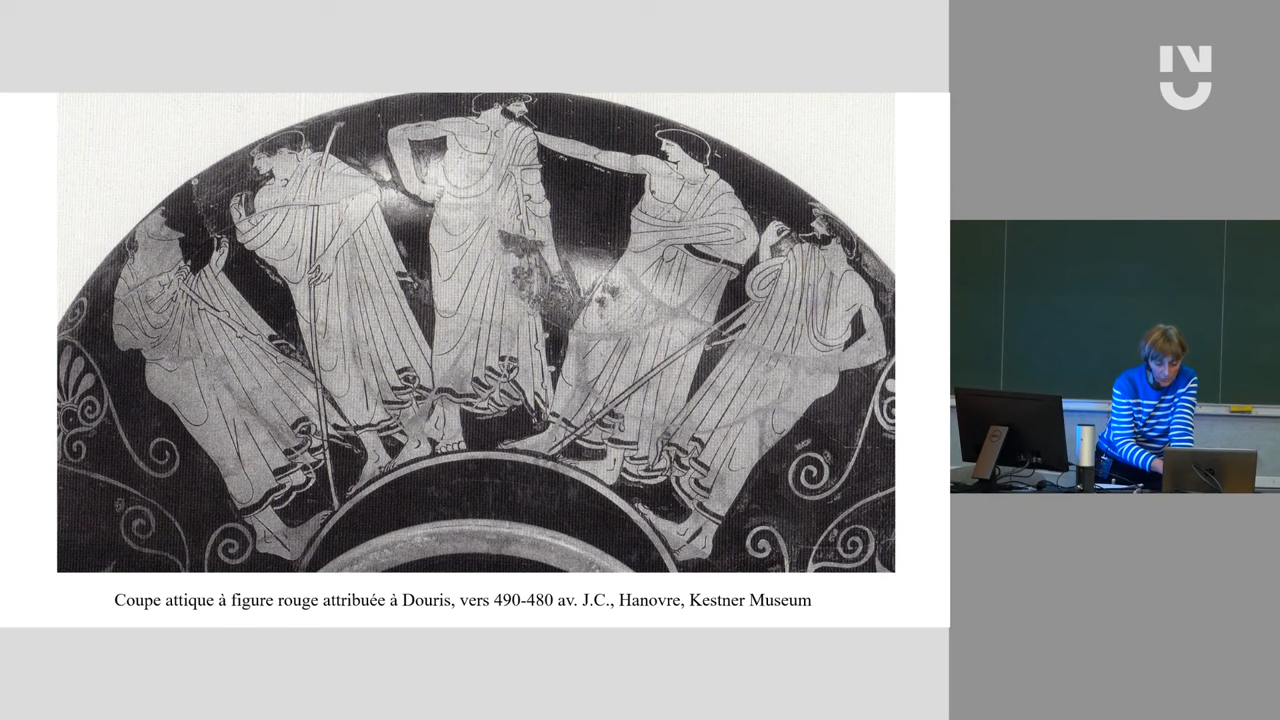 Coupe attique à figure rouge attribuée à Douris, vers 490-480 av. J.C., Hanovre, Kestner Museum